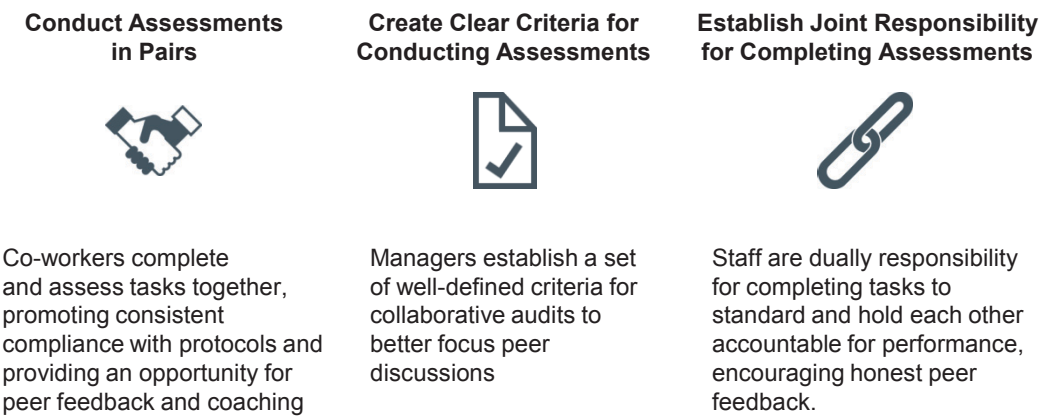 Conduct Assessments
in Pairs
Co-workers complete
and assess tasks together,
promoting consistent
compliance with protocols and
providing an opportunity for
peer feedback and coaching
Create Clear Criteria for
Conducting Assessments
Managers establish a set
of well-defined criteria for
collaborative audits to
better focus peer
discussions
Establish Joint Responsibility
for Completing Assessments
Staff are dually responsibility
for completing tasks to
standard and hold each other
accountable for performance,
encouraging honest peer
feedback.